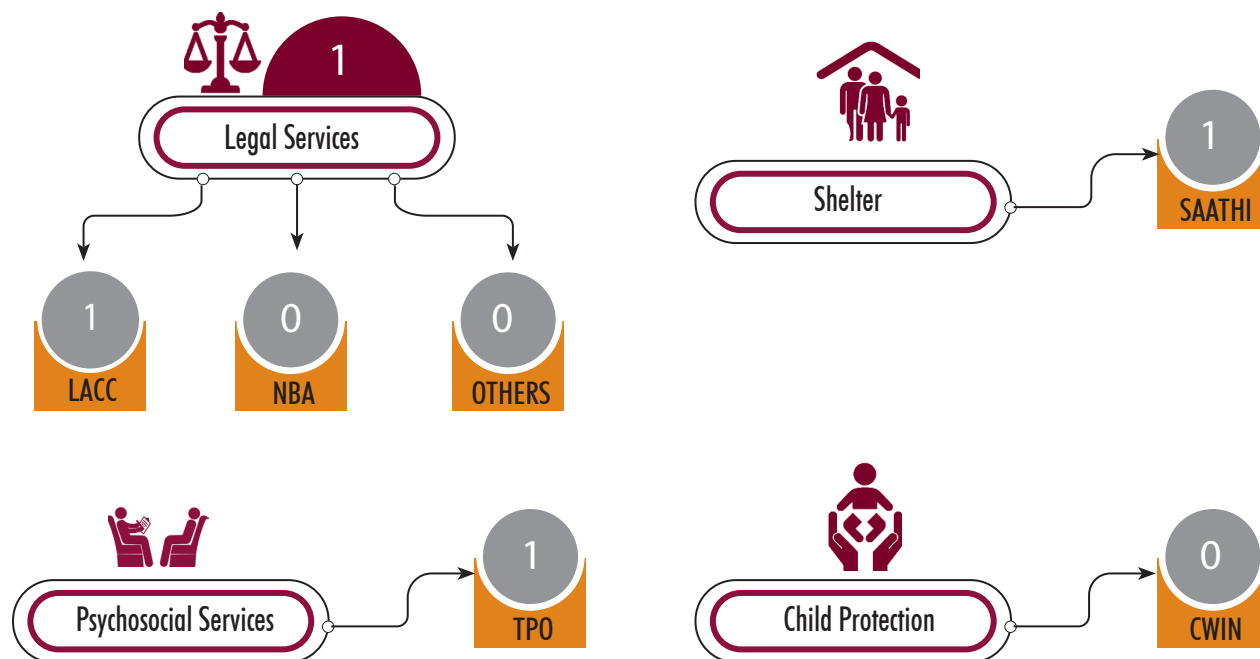 1
Legal Services
1
LACC
0
NBA
0
OTHERS
Shelter
1
SAATHI
Psychosocial Services
1
TPO
Child Protection
0
CWIN